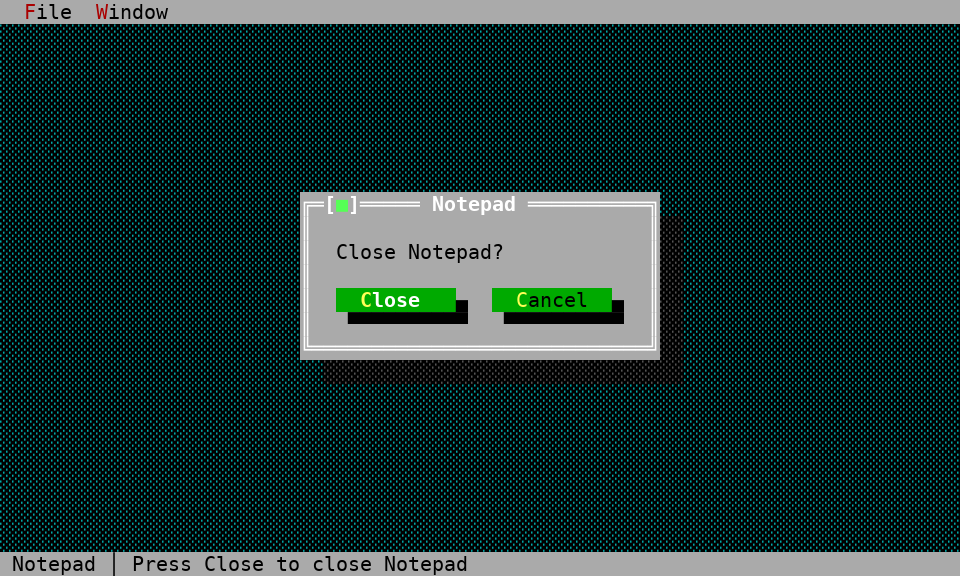 File  Window
[■] Notepad
Close Notepad?
Close  Cancel
Notepad │ Press Close to close Notepad